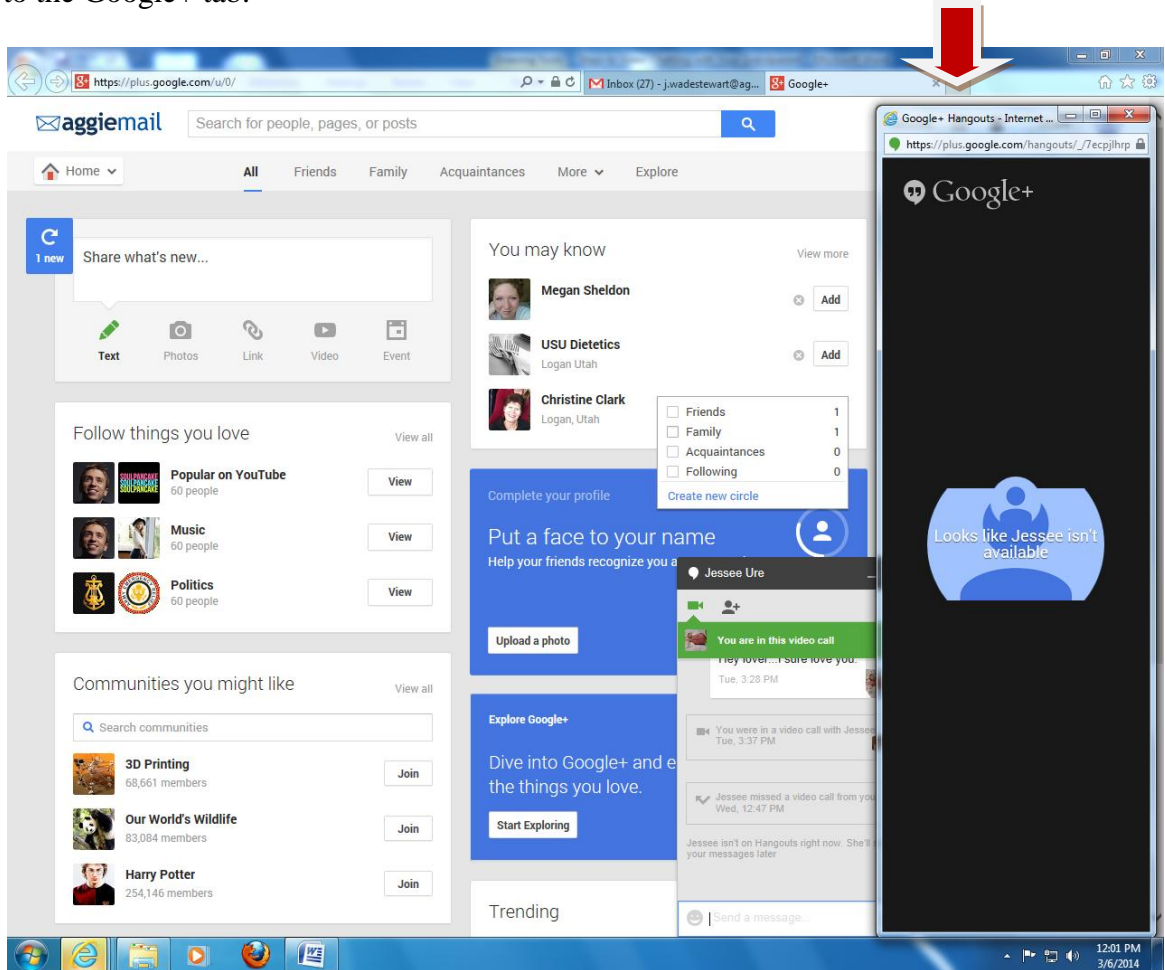 to the Google+ tab.
https://plus.google.com/u/0/
Inbox (27) - j.wadestewart@ag...
Google+
aggiemail
Search for people, pages, or posts
Home
All
Friends
Family
Acquaintances
More
Explore
1 new
Share what's new...
Text
Photos
Link
Video
Event
Follow things you love
View all
Popular on YouTube
60 people
View
Music
60 people
View
Politics
60 people
View
Communities you might like
View all
Search communities
3D Printing
68,661 members
Join
Our World's Wildlife
83,084 members
Join
Harry Potter
254,146 members
Join
You may know
View more
Megan Sheldon
Add
USU Dietetics
Logan Utah
Add
Christine Clark
Logan, Utah
Friends 1
Family 1
Acquaintances 0
Following 0
Create new circle
Complete your profile
Put a face to your name
Help your friends recognize you a
Upload a photo
Explore Google+
Dive into Google+ and e
the things you love.
Start Exploring
Trending
Jessee Ure
You are in this video call
Hey lover...I sure love you.
Tue, 3:28 PM
You were in a video call with Jessee
Tue, 3:37 PM
Jessee missed a video call from you
Wed, 12:47 PM
Jessee isn't on Hangouts right now. She'll
your messages later
Send a message...
Google+ Hangouts - Internet ...
https://plus.google.com/hangouts/_/7ecpjlhrp
Google+
Looks like Jessee isn't
available
12:01 PM
3/6/2014